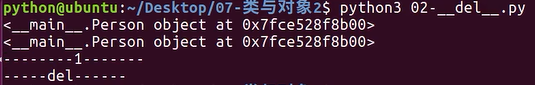 python@ubuntu:~/Desktop/07-类与对象2$ python3 02-__del__.py
<__main__.Person object at 0x7fce528f8b00>
<__main__.Person object at 0x7fce528f8b00>
--------1-------
-----del------